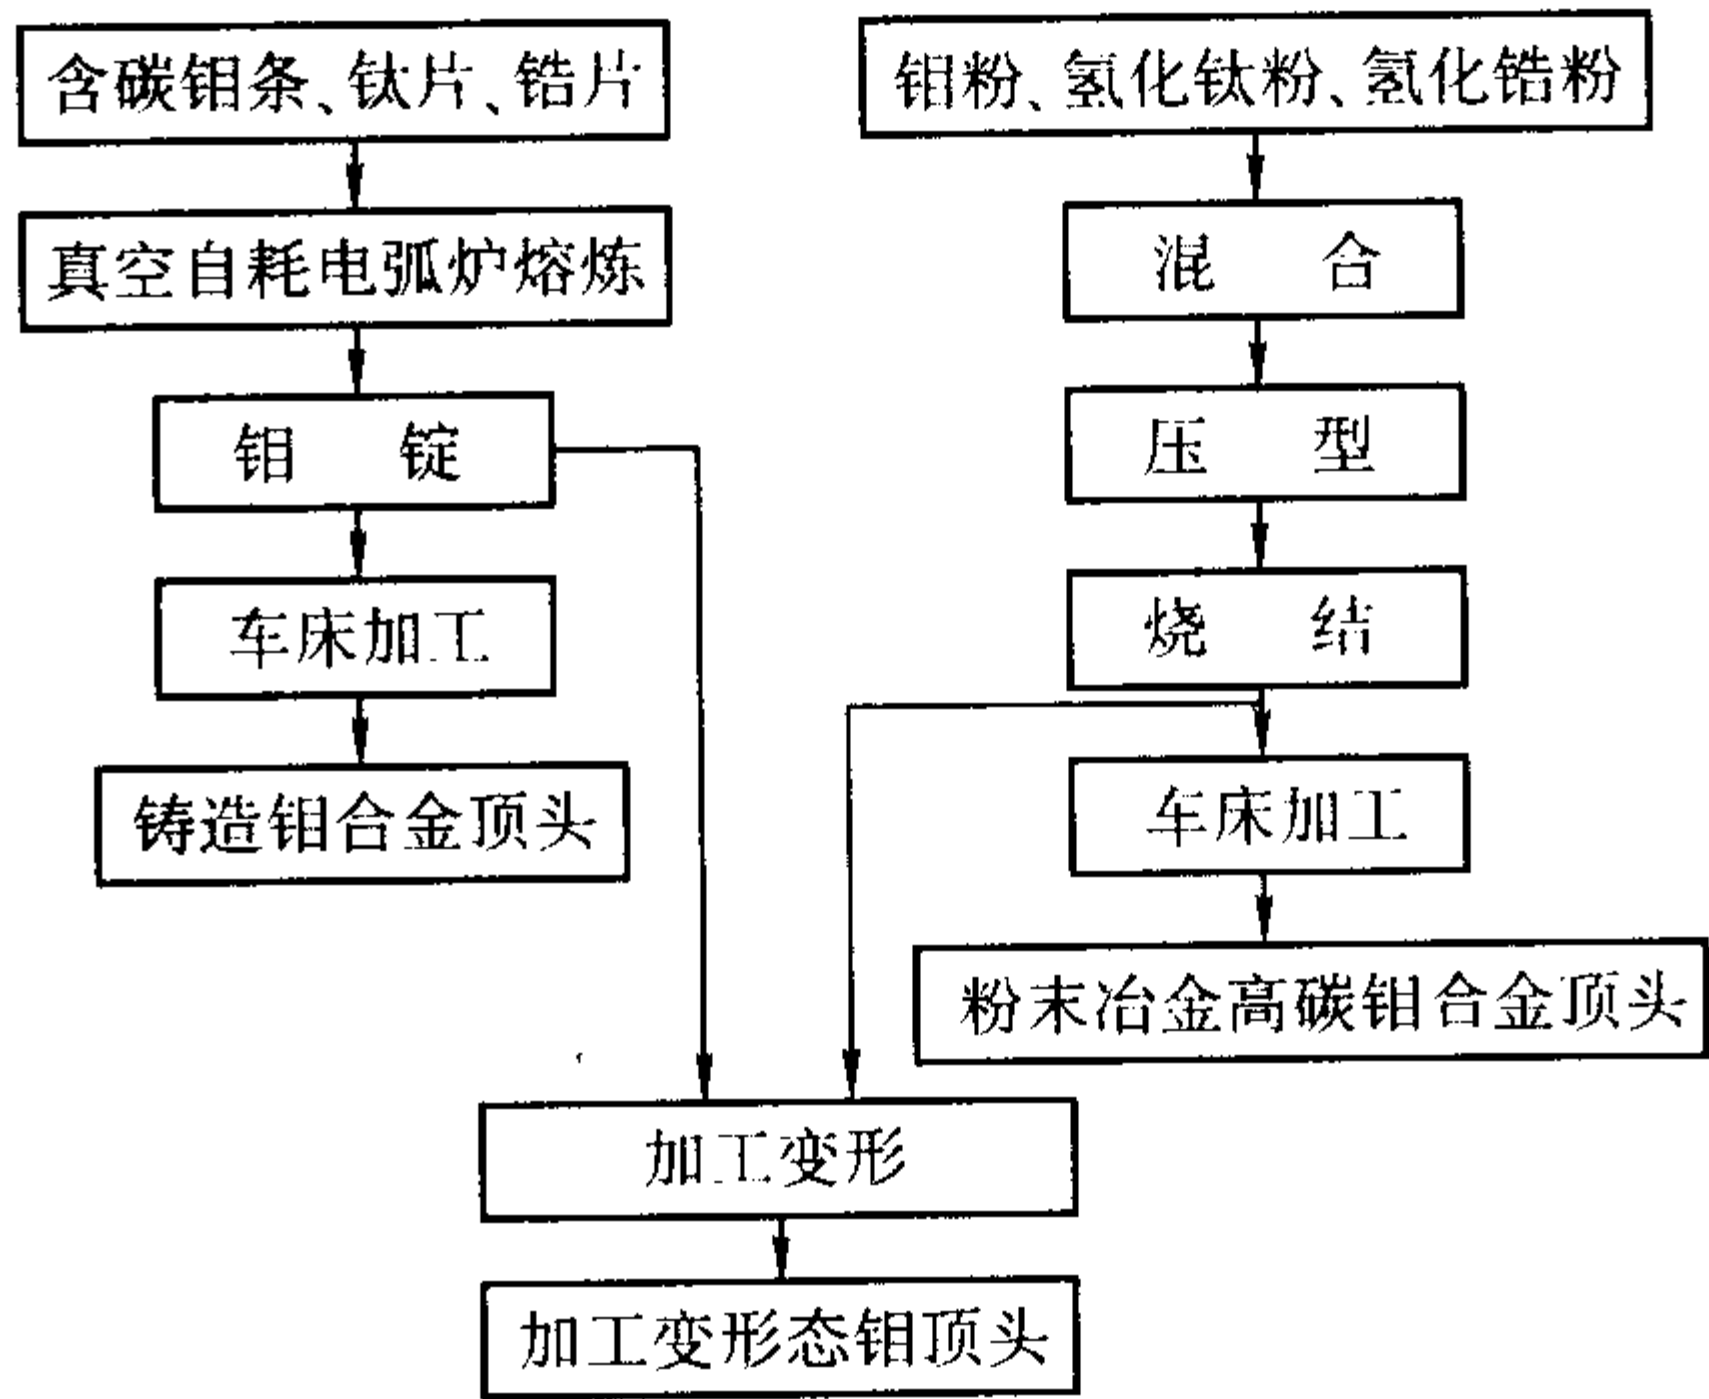 含碳钼条、钛片、锆片
真空自耗电弧炉熔炼
钼 锭
车床加工
铸造钼合金顶头
钼粉、氢化钛粉、氢化锆粉
混 合
压 型
烧 结
车床加工
粉末冶金高碳钼合金顶头
加工变形
加工变形态钼顶头